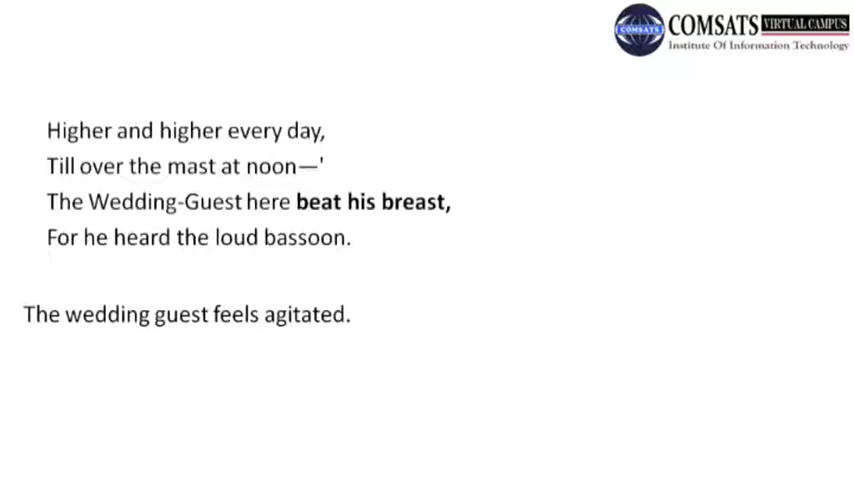 COMSATS VIRTUAL CAMPUS
COMSATS
Institute Of Information Technology
Higher and higher every day,
Till over the mast at noon—'
The Wedding-Guest here beat his breast,
For he heard the loud bassoon.
The wedding guest feels agitated.